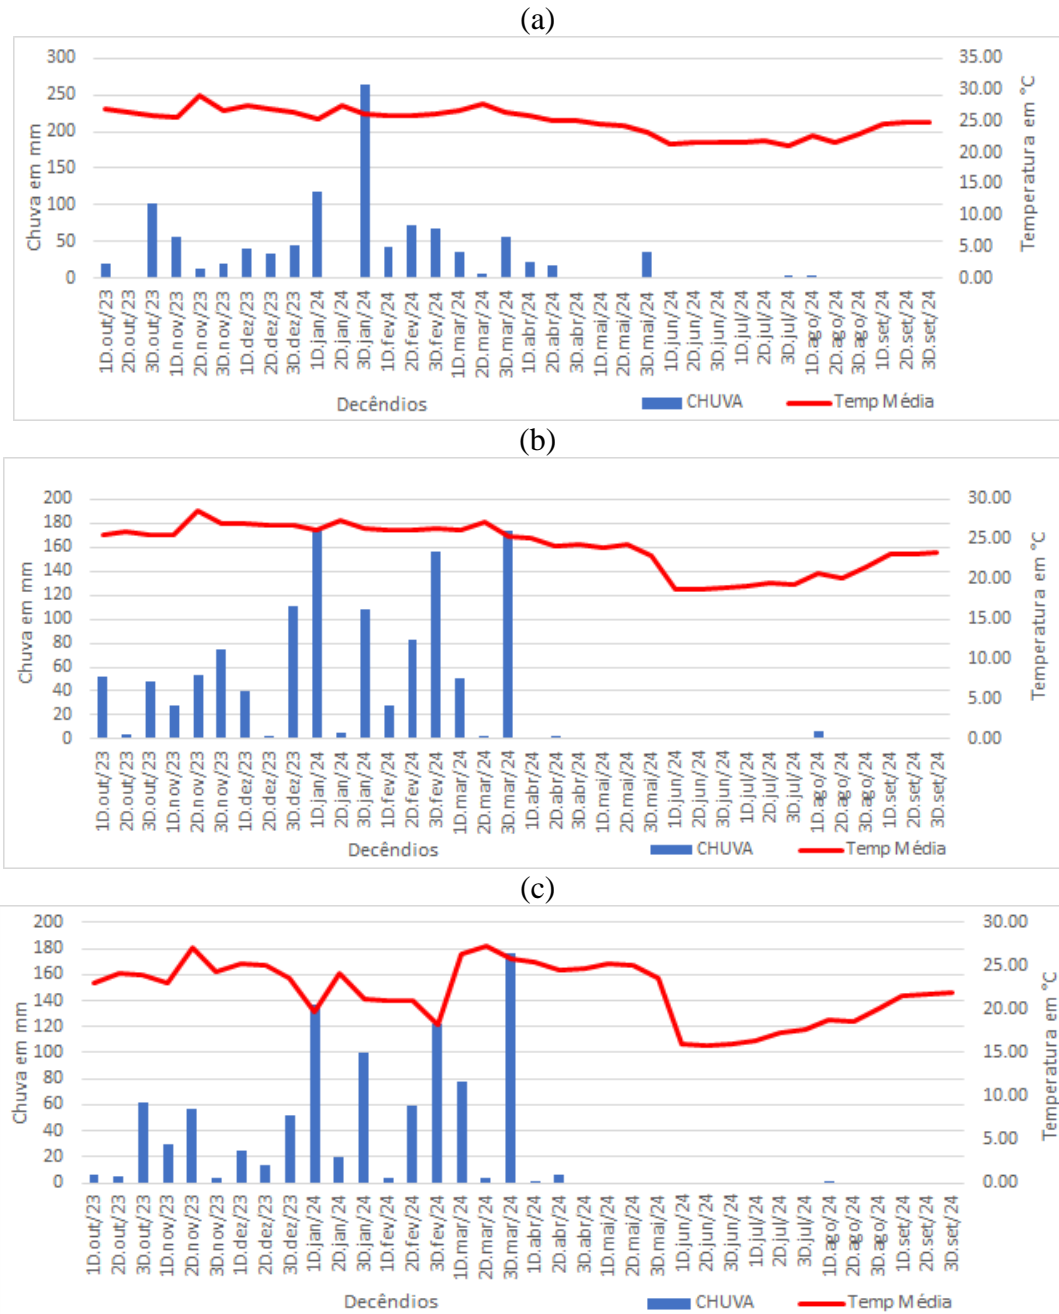 (a)
300
250
200
150
100
50
0
Chuva em mm
35.00
30.00
25.00
20.00
15.00
10.00
5.00
0.00
Temperatura em °C
1D.out/23
2D.out/23
3D.out/23
1D.nov/23
2D.nov/23
3D.nov/23
1D.dez/23
2D.dez/23
3D.dez/23
1D.jan/24
2D.jan/24
3D.jan/24
1D.fev/24
2D.fev/24
3D.fev/24
1D.mar/24
2D.mar/24
3D.mar/24
1D.abr/24
2D.abr/24
3D.abr/24
1D.mai/24
2D.mai/24
3D.mai/24
1D.jun/24
2D.jun/24
3D.jun/24
1D.jul/24
2D.jul/24
3D.jul/24
1D.ago/24
2D.ago/24
3D.ago/24
1D.set/24
2D.set/24
3D.set/24
Decêndios
CHUVA
Temp Média
(b)
200
180
160
140
120
100
80
60
40
20
0
Chuva em mm
30.00
25.00
20.00
15.00
10.00
5.00
0.00
Temperatura em °C
1D.out/23
2D.out/23
3D.out/23
1D.nov/23
2D.nov/23
3D.nov/23
1D.dez/23
2D.dez/23
3D.dez/23
1D.jan/24
2D.jan/24
3D.jan/24
1D.fev/24
2D.fev/24
3D.fev/24
1D.mar/24
2D.mar/24
3D.mar/24
1D.abr/24
2D.abr/24
3D.abr/24
1D.mai/24
2D.mai/24
3D.mai/24
1D.jun/24
2D.jun/24
3D.jun/24
1D.jul/24
2D.jul/24
3D.jul/24
1D.ago/24
2D.ago/24
3D.ago/24
1D.set/24
2D.set/24
3D.set/24
Decêndios
CHUVA
Temp Média
(c)
200
180
160
140
120
100
80
60
40
20
0
Chuva em mm
30.00
25.00
20.00
15.00
10.00
5.00
0.00
Temperatura em °C
1D.out/23
2D.out/23
3D.out/23
1D.nov/23
2D.nov/23
3D.nov/23
1D.dez/23
2D.dez/23
3D.dez/23
1D.jan/24
2D.jan/24
3D.jan/24
1D.fev/24
2D.fev/24
3D.fev/24
1D.mar/24
2D.mar/24
3D.mar/24
1D.abr/24
2D.abr/24
3D.abr/24
1D.mai/24
2D.mai/24
3D.mai/24
1D.jun/24
2D.jun/24
3D.jun/24
1D.jul/24
2D.jul/24
3D.jul/24
1D.ago/24
2D.ago/24
3D.ago/24
1D.set/24
2D.set/24
3D.set/24
Decêndios
CHUVA
Temp Média